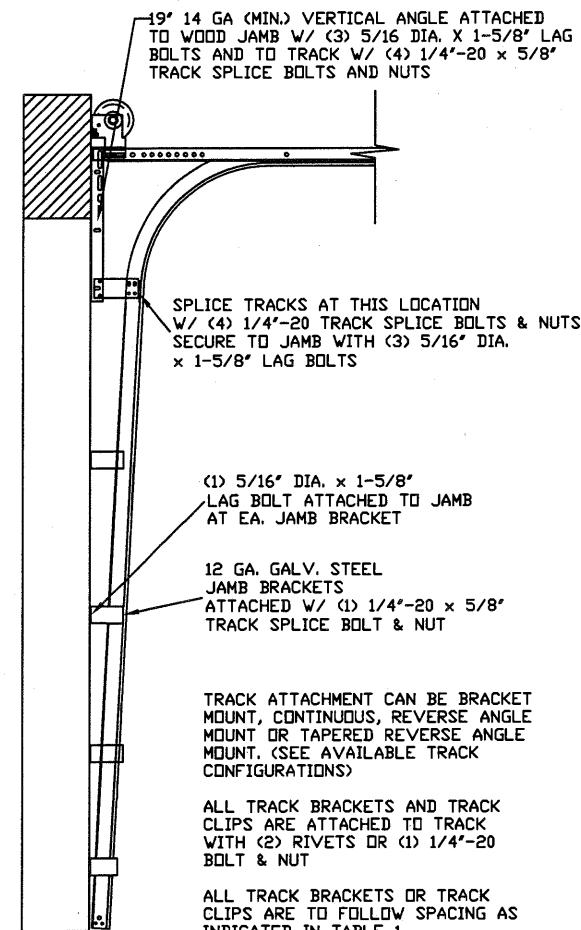 19" 14 GA (MIN.) VERTICAL ANGLE ATTACHED
TO WOOD JAMB W/ (3) 5/16 DIA. X 1-5/8" LAG
BOLTS AND TO TRACK W/ (4) 1/4"-20 x 5/8"
TRACK SPLICE BOLTS AND NUTS
SPLICE TRACKS AT THIS LOCATION
W/ (4) 1/4"-20 TRACK SPLICE BOLTS & NUTS
SECURE TO JAMB WITH (3) 5/16" DIA.
x 1-5/8" LAG BOLTS
(1) 5/16" DIA. x 1-5/8"
LAG BOLT ATTACHED TO JAMB
AT EA. JAMB BRACKET
12 GA. GALV. STEEL
JAMB BRACKETS
ATTACHED W/ (1) 1/4"-20 x 5/8"
TRACK SPLICE BOLT & NUT
TRACK ATTACHMENT CAN BE BRACKET
MOUNT, CONTINUOUS, REVERSE ANGLE
MOUNT OR TAPERED REVERSE ANGLE
MOUNT. (SEE AVAILABLE TRACK
CONFIGURATIONS)
ALL TRACK BRACKETS AND TRACK
CLIPS ARE ATTACHED TO TRACK
WITH (2) RIVETS OR (1) 1/4"-20
BOLT & NUT
ALL TRACK BRACKETS OR TRACK
CLIPS ARE TO FOLLOW SPACING AS
INDICATED IN TABLE 1